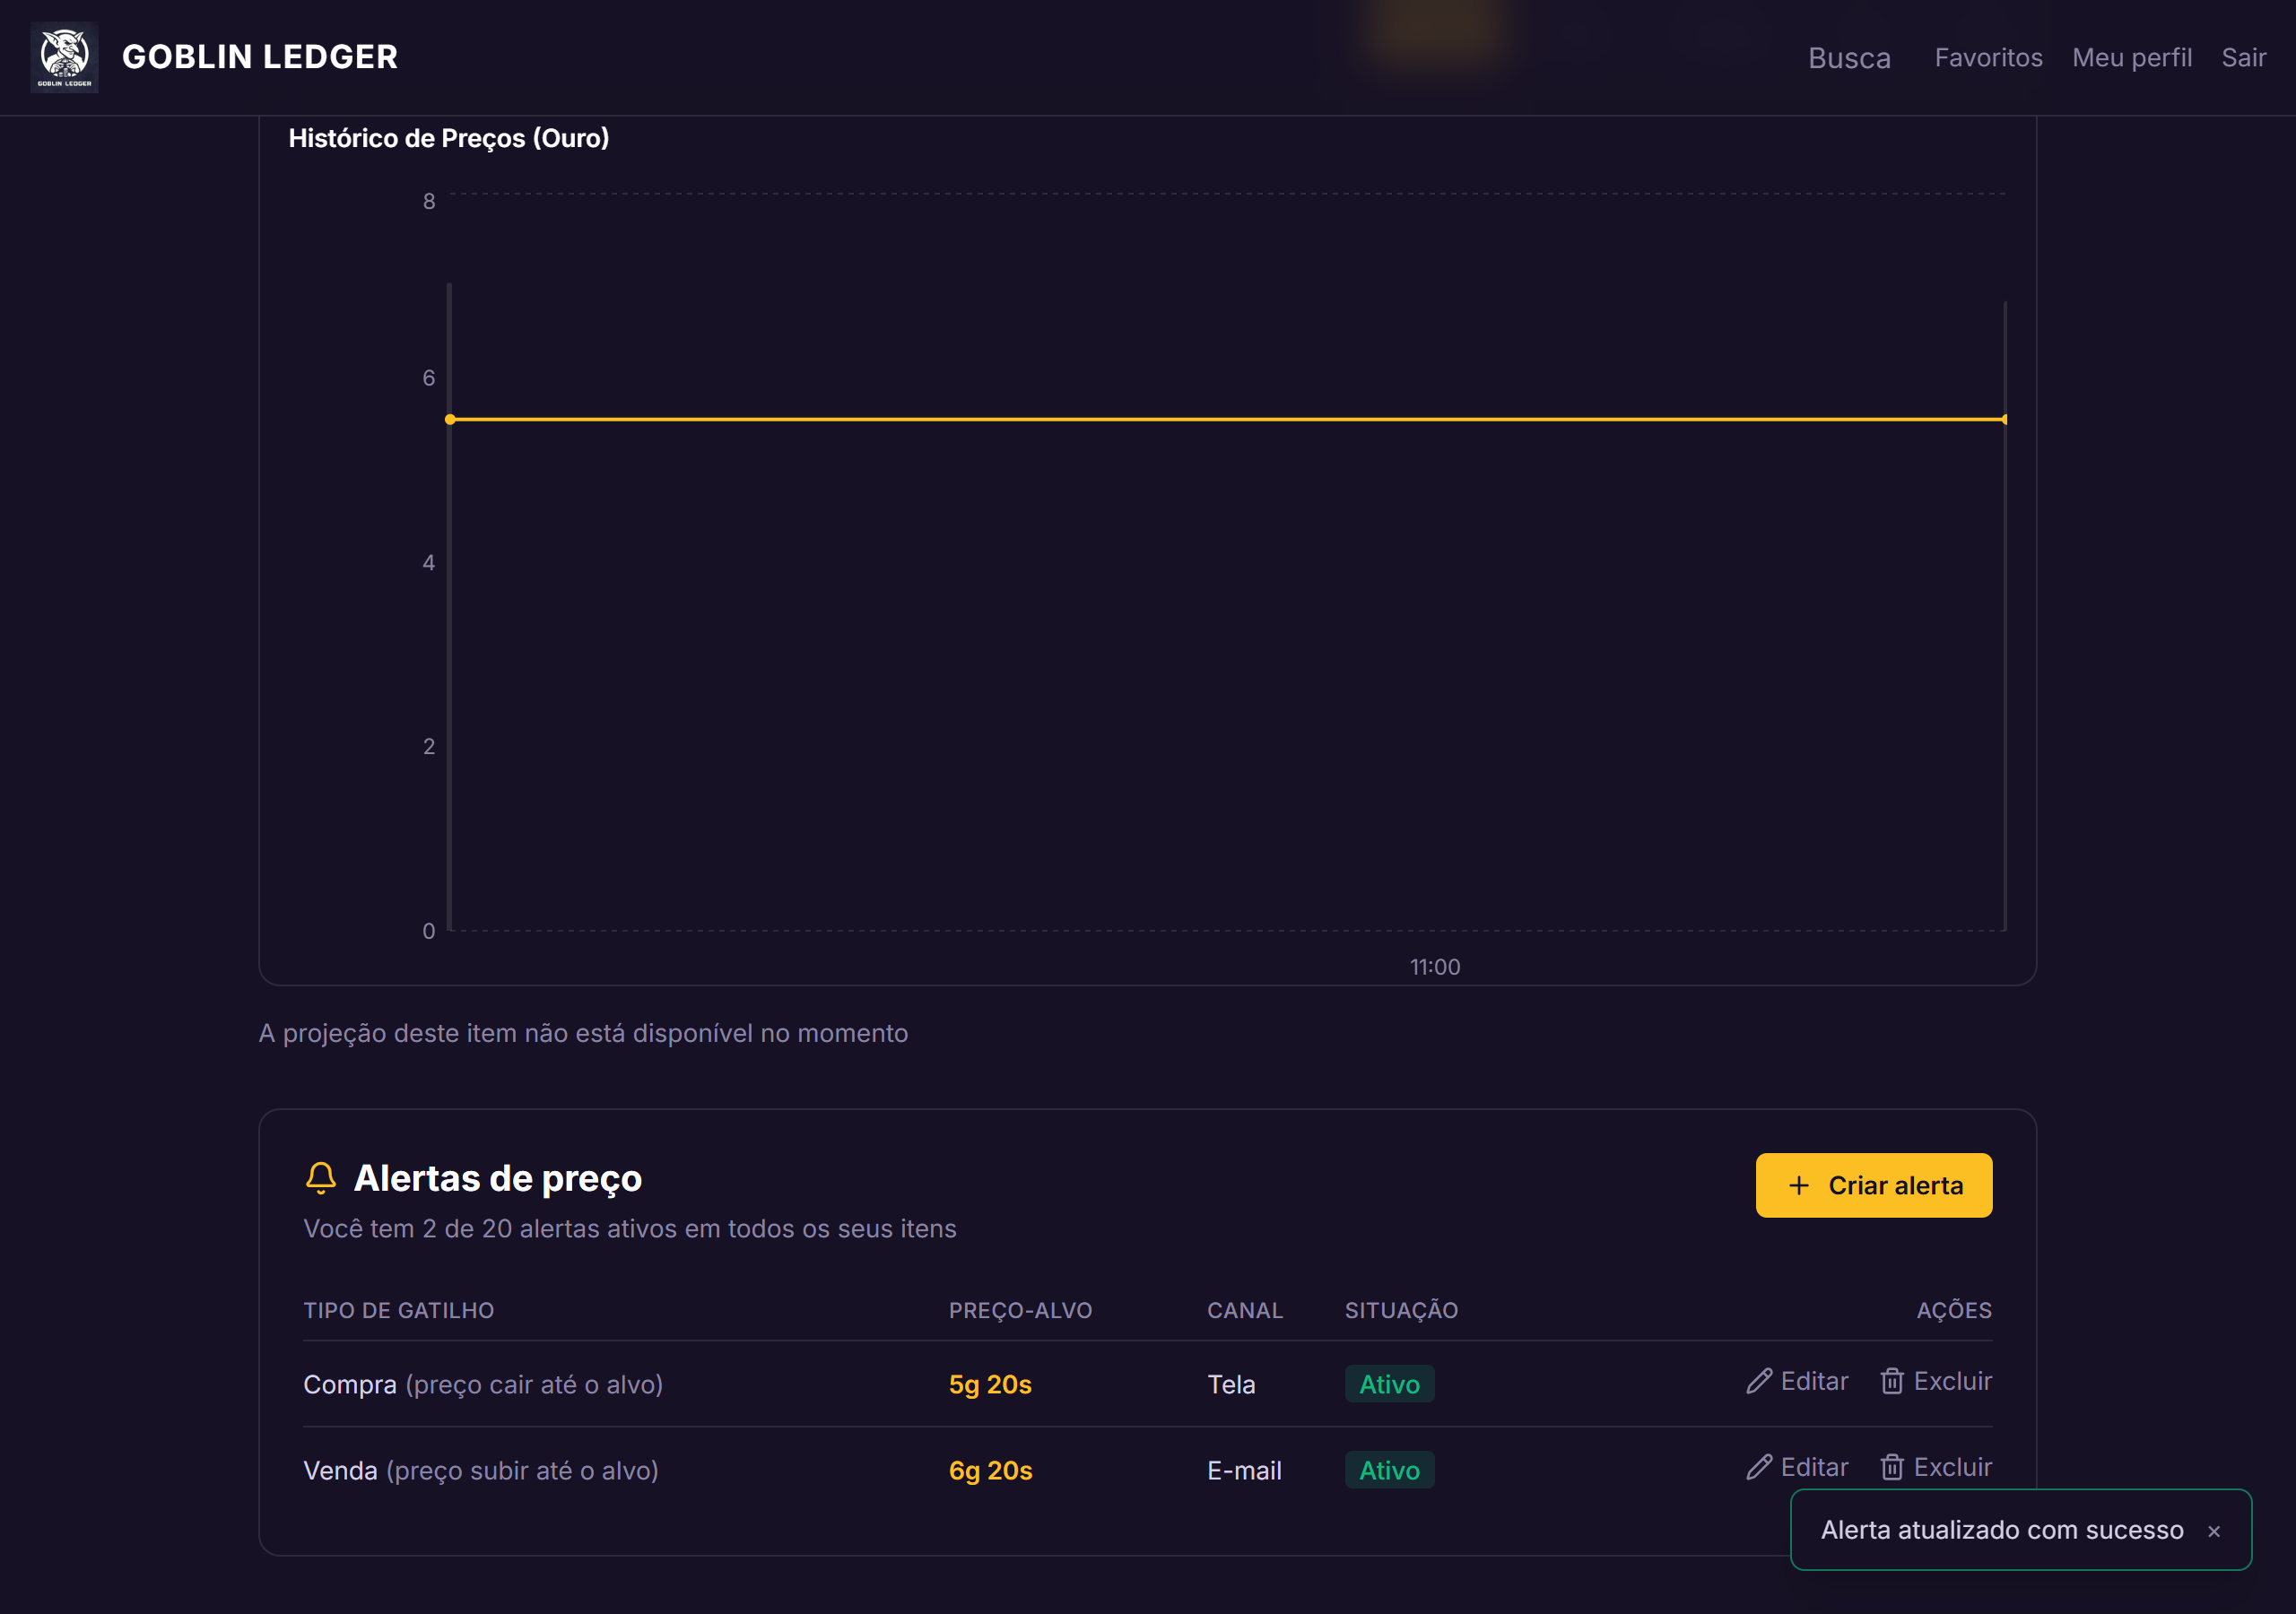 GOBLIN LEDGER
GOBLIN LEDGER
Busca
Favoritos
Meu perfil
Sair
Histórico de Preços (Ouro)
8
6
4
2
0
11:00
A projeção deste item não está disponível no momento
Alertas de preço
Criar alerta
Você tem 2 de 20 alertas ativos em todos os seus itens
TIPO DE GATILHO PREÇO-ALVO CANAL SITUAÇÃO AÇÕES
Compra (preço cair até o alvo) 5g 20s Tela Ativo Editar Excluir
Venda (preço subir até o alvo) 6g 20s E-mail Ativo Editar Excluir
Alerta atualizado com sucesso ×